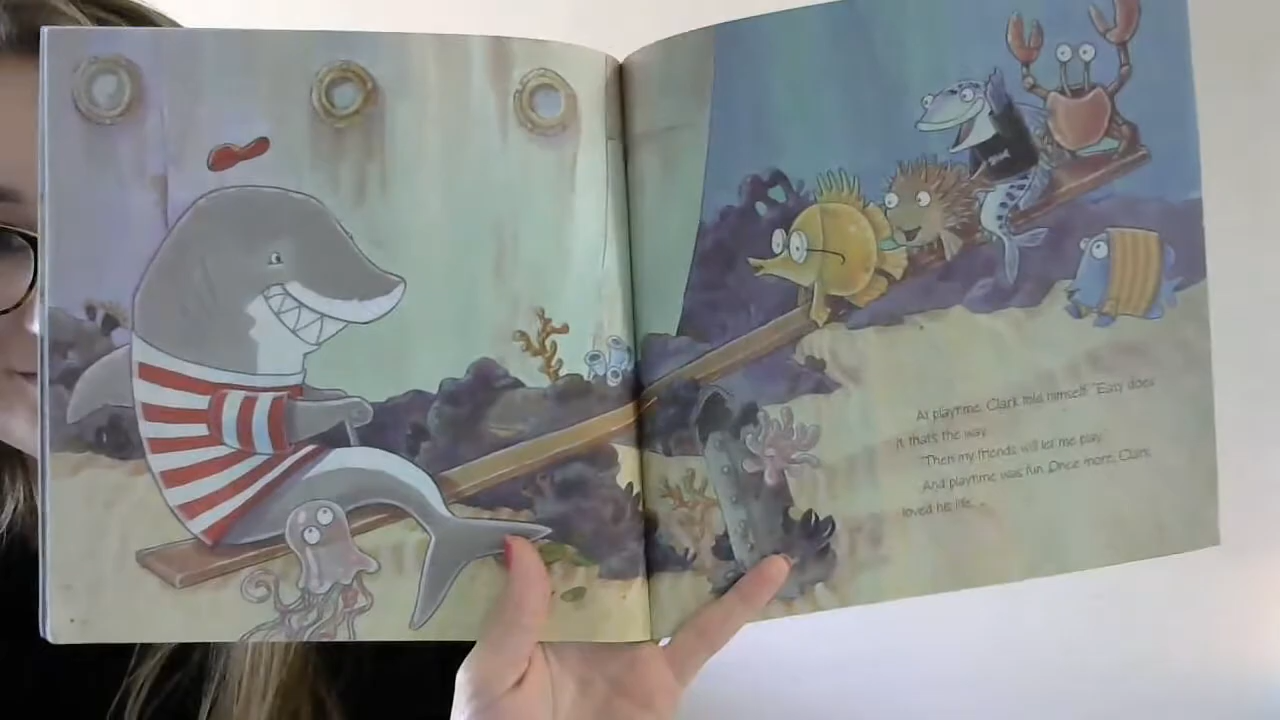 At playtime, Clark told himself, "Easy does
it, that's the way.
"Then my friends will let me play."
And playtime was fun. Once more, Clark
loved his life...